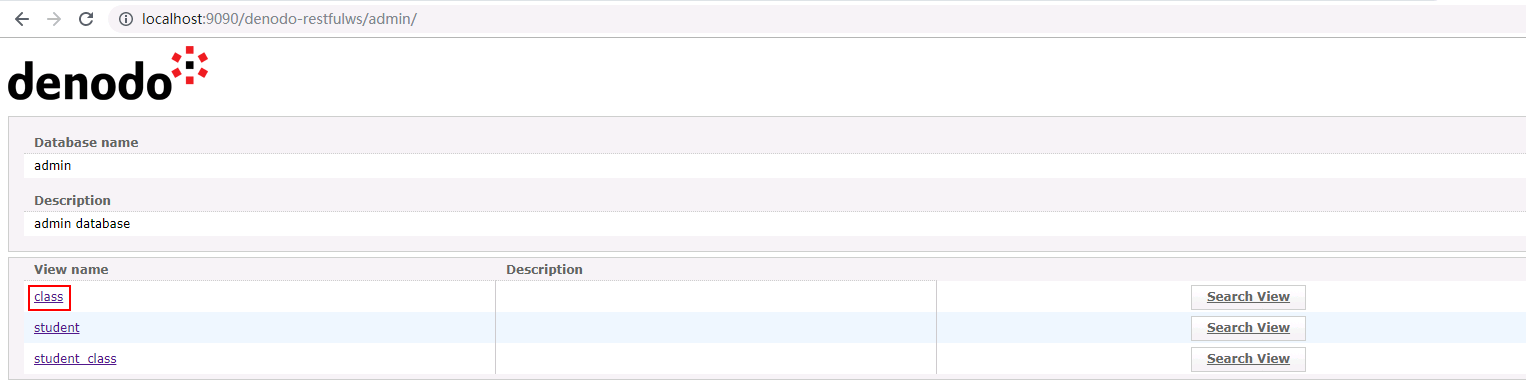 localhost:9090/denodo-restfulws/admin/
denodo
Database name
admin
Description
admin database
View name Description
class Search View
student Search View
student_class Search View